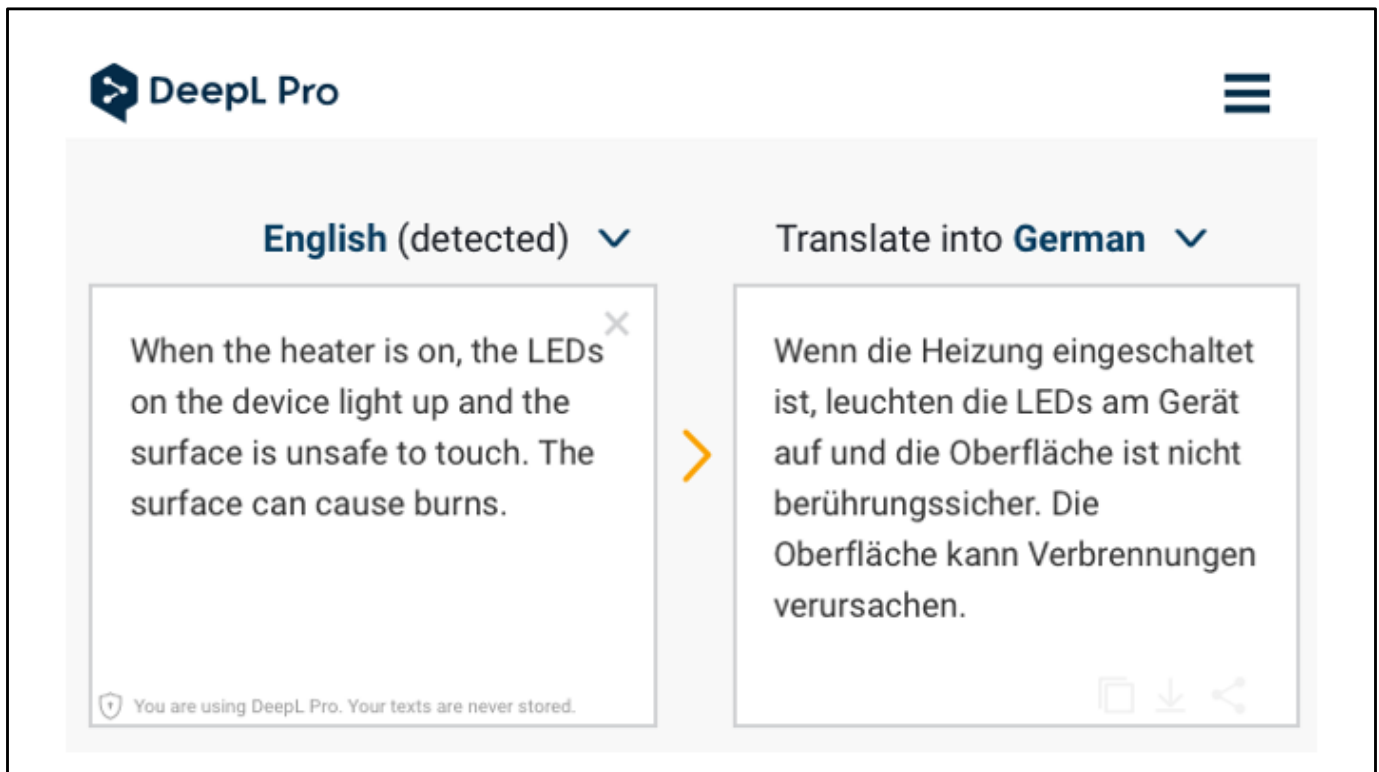 DeepL Pro
English (detected)
When the heater is on, the LEDs
on the device light up and the
surface is unsafe to touch. The
surface can cause burns.
You are using DeepL Pro. Your texts are never stored.
Translate into German
Wenn die Heizung eingeschaltet
ist, leuchten die LEDs am Gerät
auf und die Oberfläche ist nicht
berührungssicher. Die
Oberfläche kann Verbrennungen
verursachen.